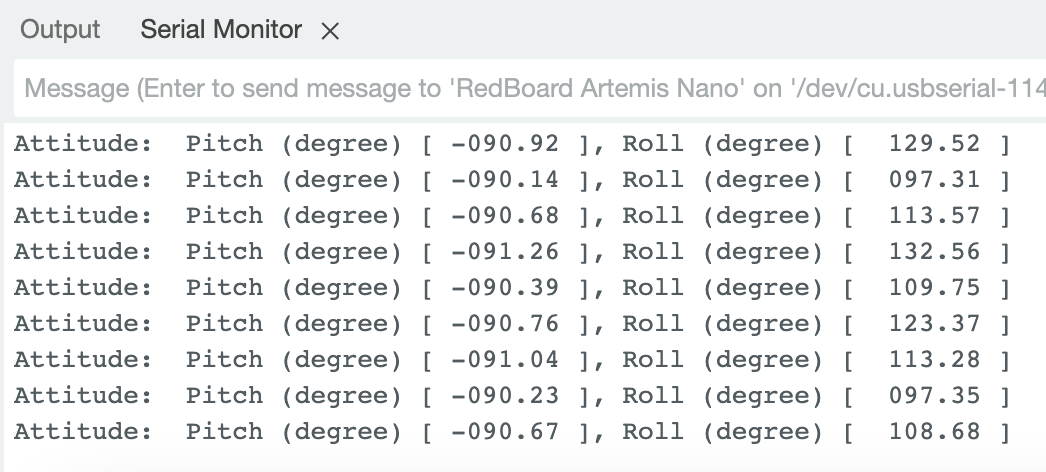 Output Serial Monitor
Message (Enter to send message to 'RedBoard Artemis Nano' on '/dev/cu.usbserial-114
Attitude: Pitch (degree) [ -090.92 ], Roll (degree) [ 129.52 ]
Attitude: Pitch (degree) [ -090.14 ], Roll (degree) [ 097.31 ]
Attitude: Pitch (degree) [ -090.68 ], Roll (degree) [ 113.57 ]
Attitude: Pitch (degree) [ -091.26 ], Roll (degree) [ 132.56 ]
Attitude: Pitch (degree) [ -090.39 ], Roll (degree) [ 109.75 ]
Attitude: Pitch (degree) [ -090.76 ], Roll (degree) [ 123.37 ]
Attitude: Pitch (degree) [ -091.04 ], Roll (degree) [ 113.28 ]
Attitude: Pitch (degree) [ -090.23 ], Roll (degree) [ 097.35 ]
Attitude: Pitch (degree) [ -090.67 ], Roll (degree) [ 108.68 ]